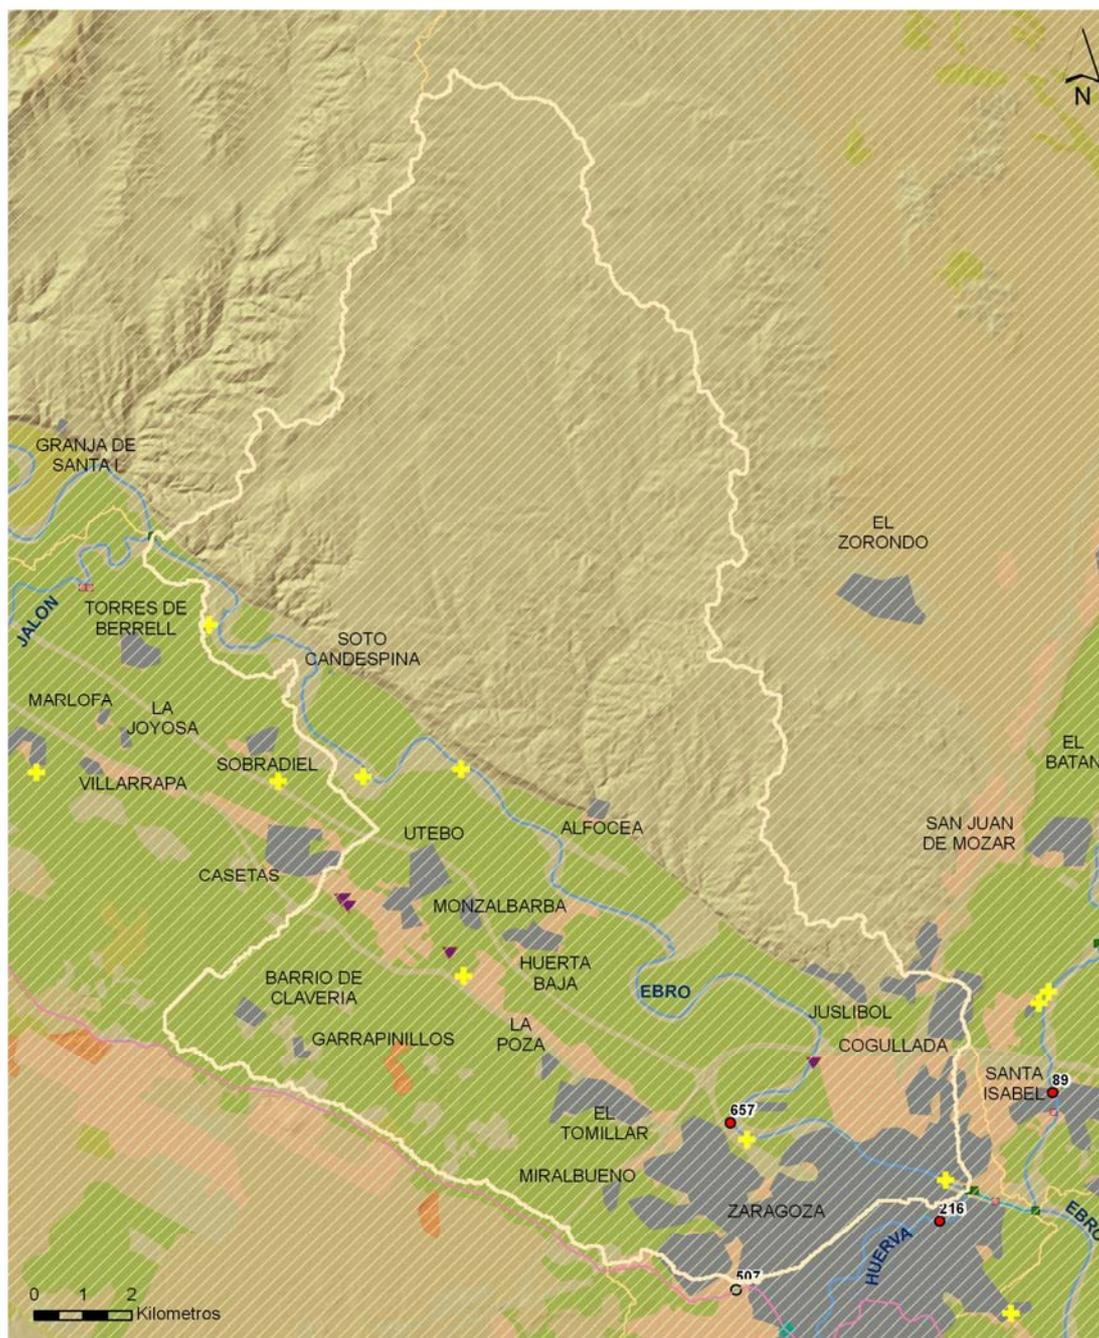 N
GRANJA DE
SANTA I
EL
ZORONDO
JALON
TORRES DE
BERRELL
SOTO
CANDESPINA
MARLOFA
LA
JOYOSA
EL
BATAN
VILLARRAPA
SOBRADIEL
UTEBO
ALFOCEA
SAN JUAN
DE MOZAR
CASETAS
MONZALBARBA
HUERTA
BAJA
BARRIO DE
CLAVERIA
EBRO
JUSLIBOL
GARRAPINILLOS
LA
POZA
COGULLADA
SANTA
ISABEL
89
657
EL
TOMILLAR
MIRALBUENO
ZARAGOZA
216
EBRO
HUERVA
507
0 1 2
Kilometros